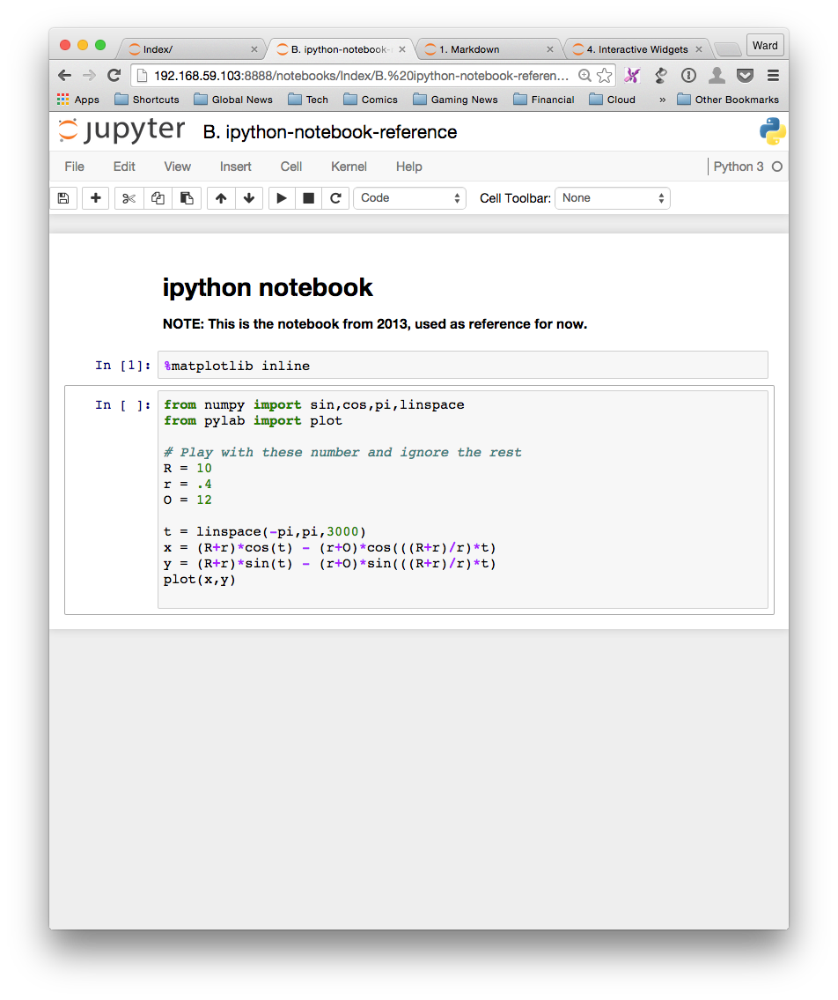 Index/
B. ipython-notebook-
1. Markdown
4. Interactive Widgets
Ward
192.168.59.103:8888/notebooks/Index/B.%20ipython-notebook-referen...
Apps Shortcuts Global News Tech Comics Gaming News Financial Cloud » Other Bookmarks
jupyter B. ipython-notebook-reference
File Edit View Insert Cell Kernel Help Python 3
Code Cell Toolbar: None
ipython notebook
NOTE: This is the notebook from 2013, used as reference for now.
In [1]: %matplotlib inline
In [ ]: from numpy import sin,cos,pi,linspace
from pylab import plot
# Play with these number and ignore the rest
R = 10
r = .4
O = 12
t = linspace(-pi,pi,3000)
x = (R+r)*cos(t) - (r+O)*cos(((R+r)/r)*t)
y = (R+r)*sin(t) - (r+O)*sin(((R+r)/r)*t)
plot(x,y)